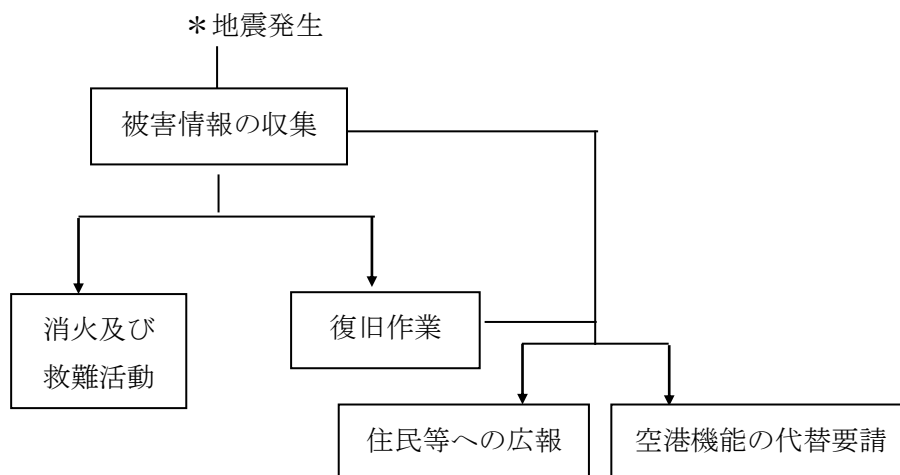 ＊地震発生
被害情報の収集
消火及び
救難活動
復旧作業
住民等への広報
空港機能の代替要請